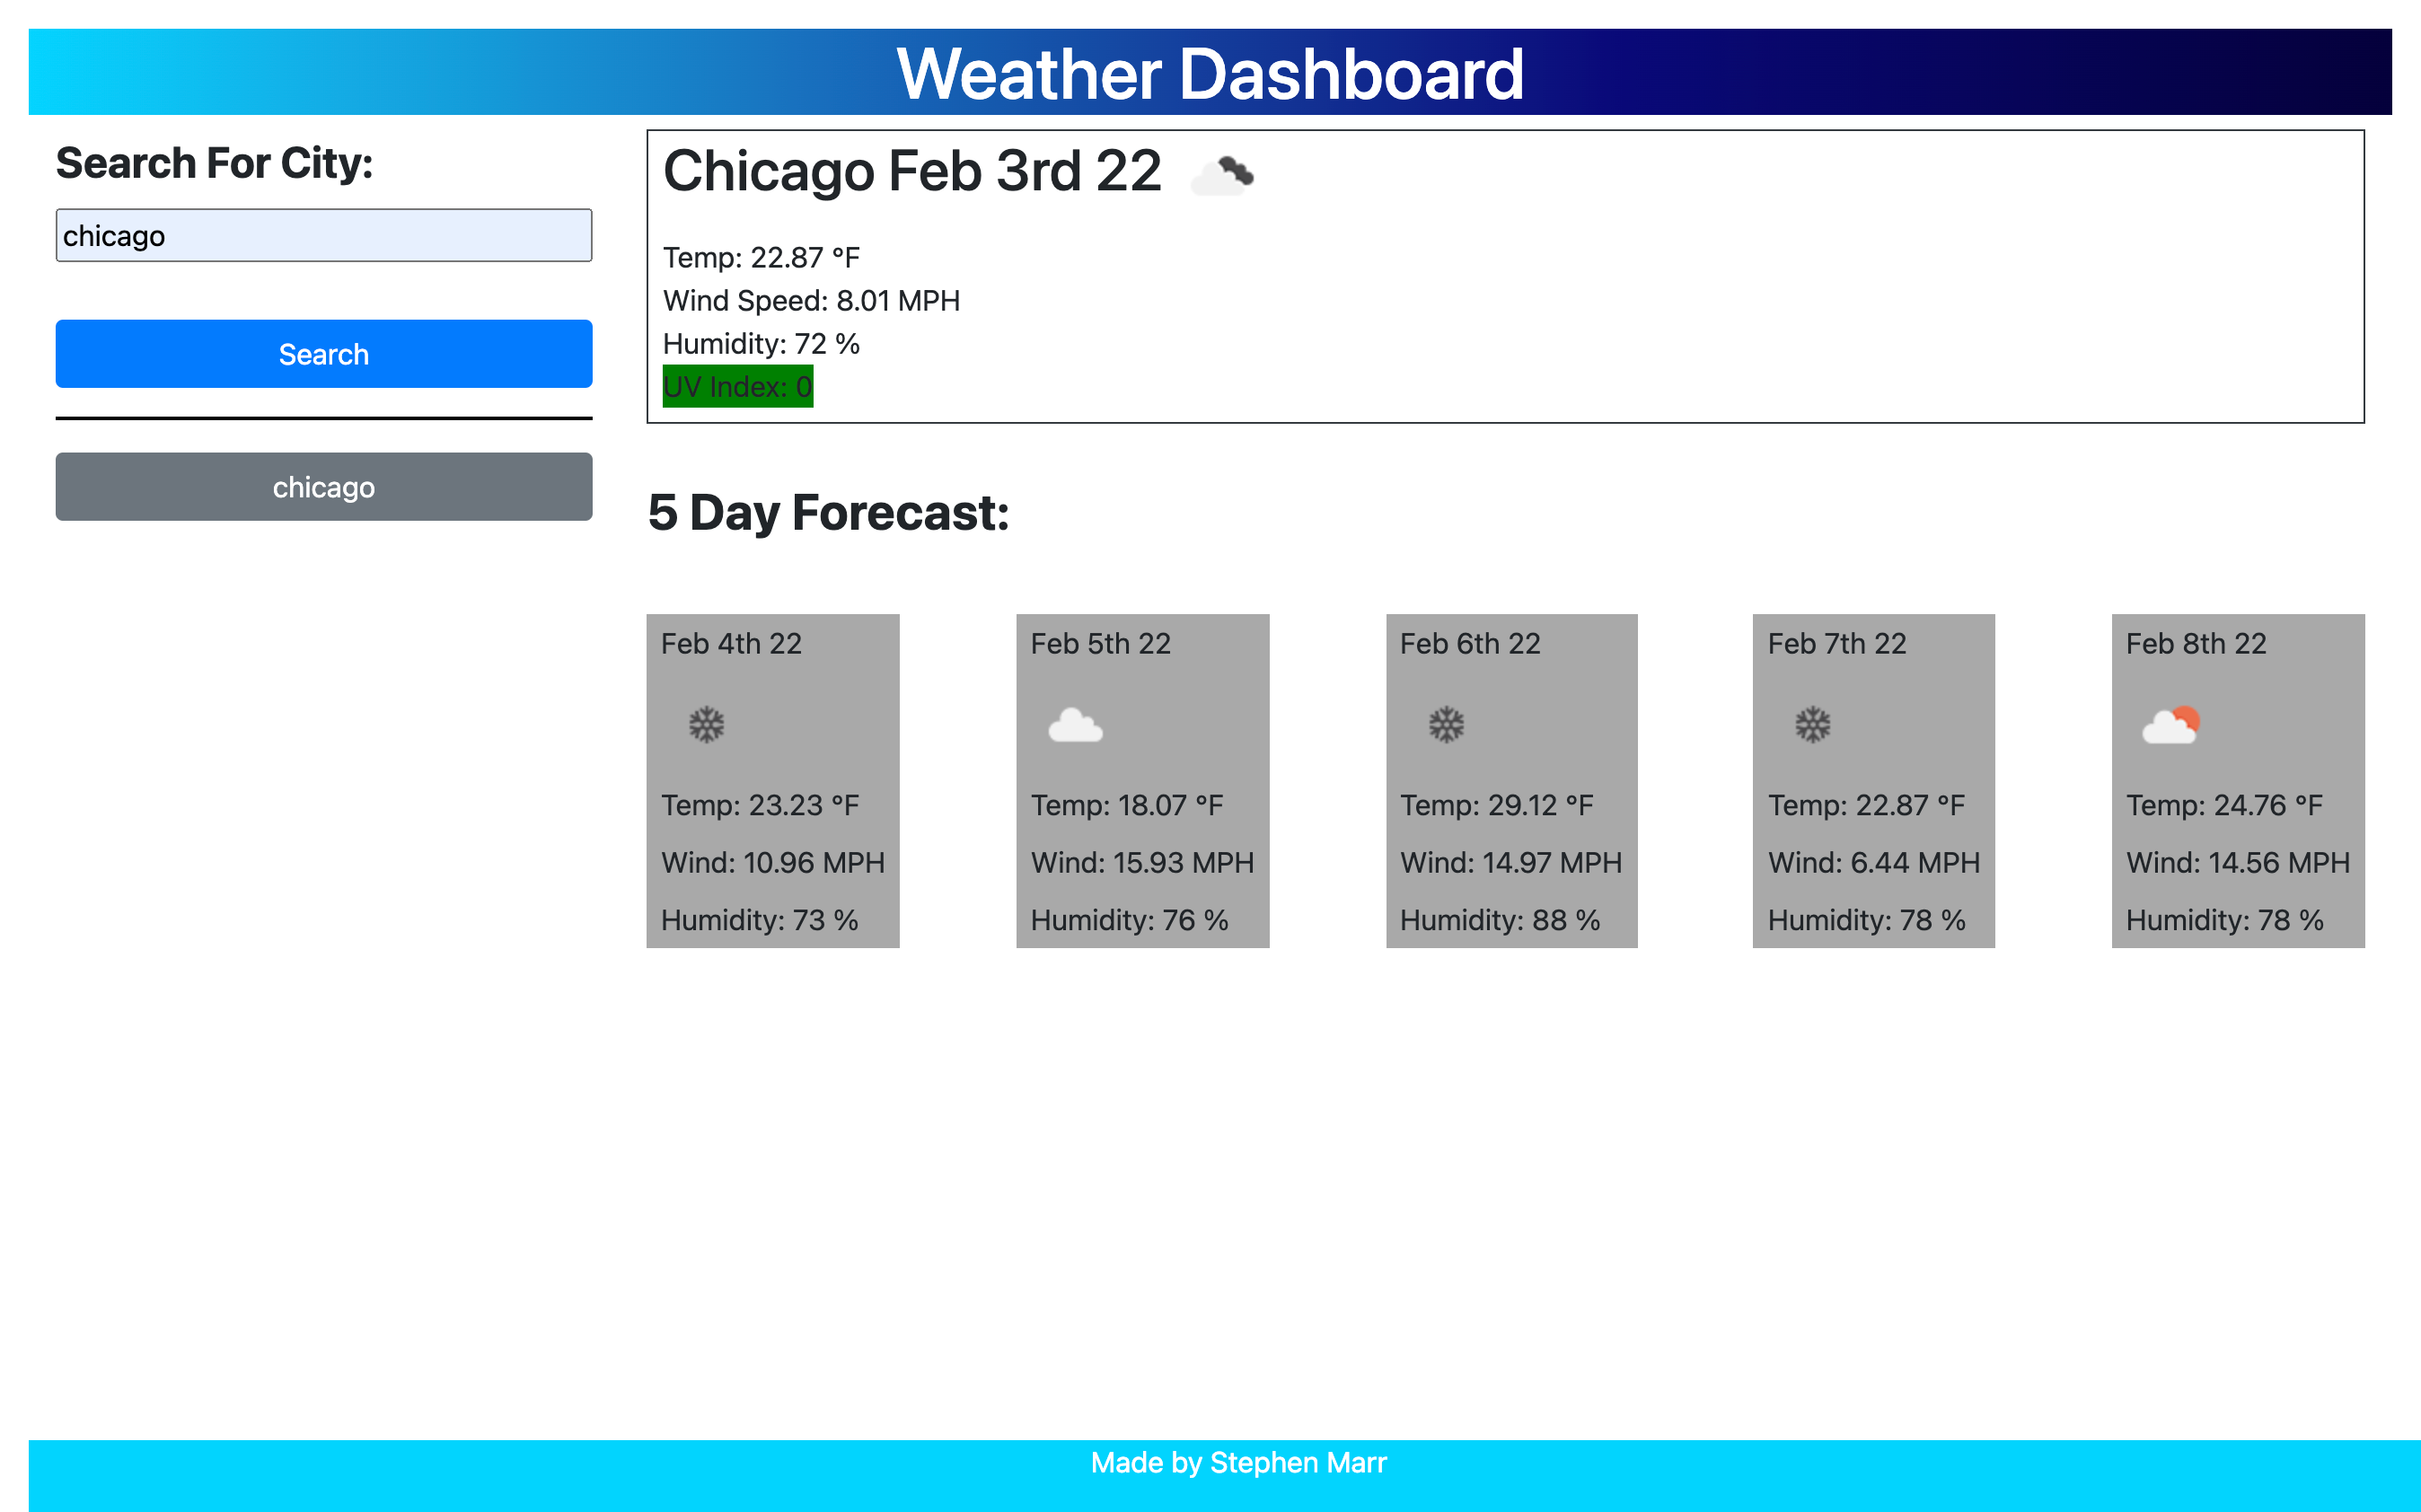 Weather Dashboard
Search For City:
chicago
Search
chicago
Chicago Feb 3rd 22
Temp: 22.87 °F
Wind Speed: 8.01 MPH
Humidity: 72 %
UV Index: 0
5 Day Forecast:
Feb 4th 22
Temp: 23.23 °F
Wind: 10.96 MPH
Humidity: 73 %
Feb 5th 22
Temp: 18.07 °F
Wind: 15.93 MPH
Humidity: 76 %
Feb 6th 22
Temp: 29.12 °F
Wind: 14.97 MPH
Humidity: 88 %
Feb 7th 22
Temp: 22.87 °F
Wind: 6.44 MPH
Humidity: 78 %
Feb 8th 22
Temp: 24.76 °F
Wind: 14.56 MPH
Humidity: 78 %
Made by Stephen Marr